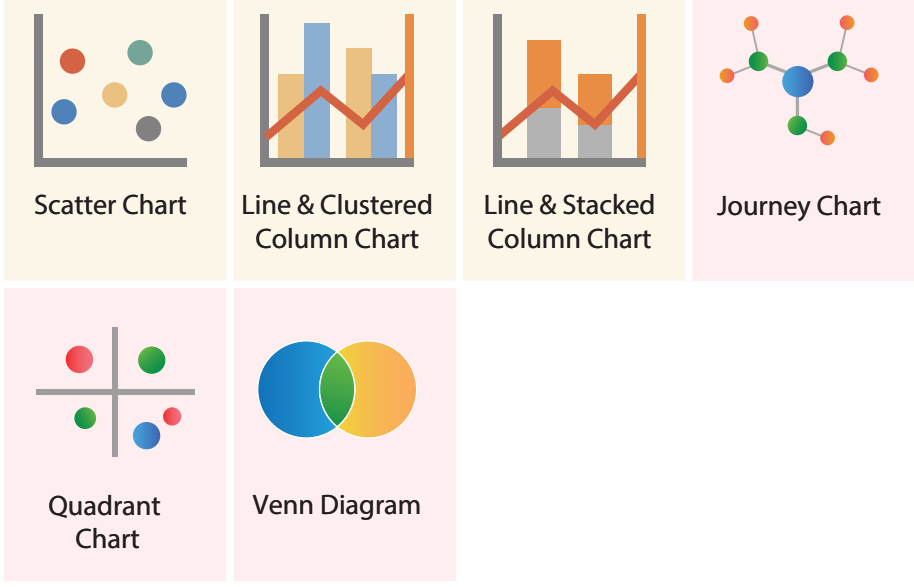 Scatter Chart
Line & Clustered
Column Chart
Line & Stacked
Column Chart
Journey Chart
Quadrant
Chart
Venn Diagram